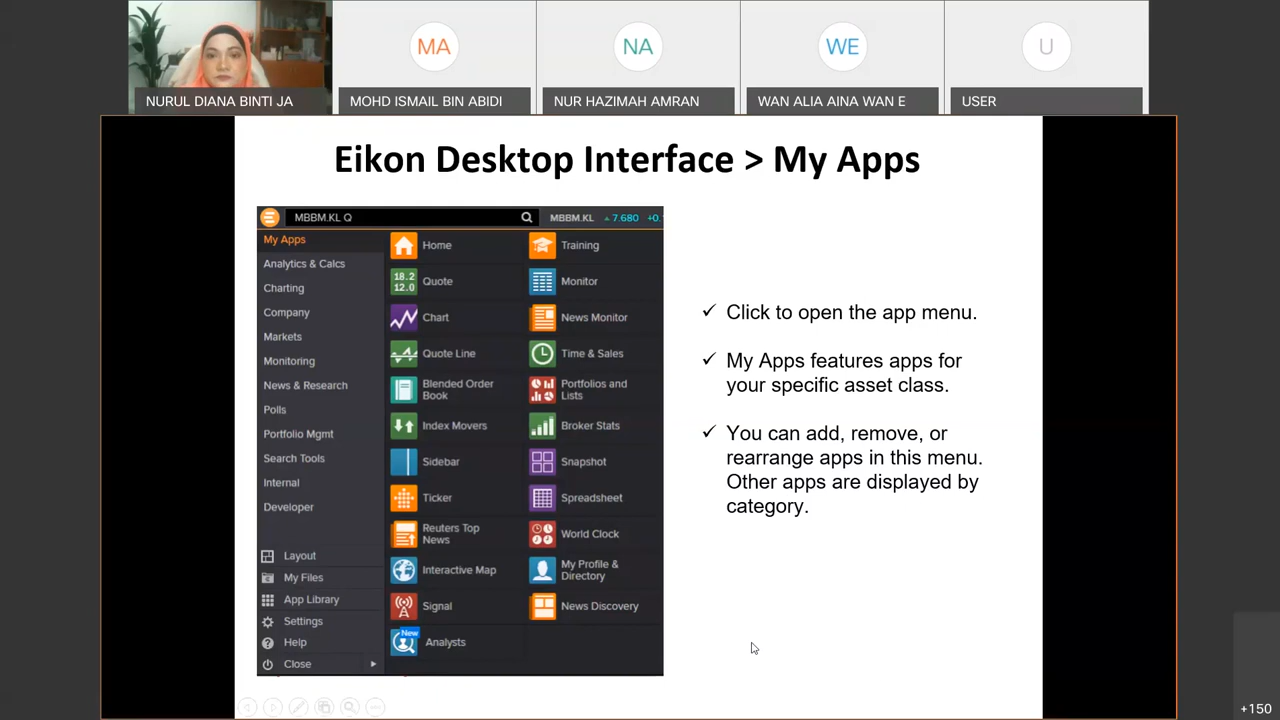 MA
NA
WE
U
NURUL DIANA BINTI JA
MOHD ISMAIL BIN ABIDI
NUR HAZIMAH AMRAN
WAN ALIA AINA WAN E
USER
Eikon Desktop Interface > My Apps
MBBM.KL Q
MBBM.KL 7.680 +0.
My Apps
Analytics & Calcs
Charting
Company
Markets
Monitoring
News & Research
Polls
Portfolio Mgmt
Search Tools
Internal
Developer
Layout
My Files
App Library
Settings
Help
Close
Home
Training
18.2
12.0
Quote
Monitor
Chart
News Monitor
Quote Line
Time & Sales
Blended Order
Book
Portfolios and
Lists
Index Movers
Broker Stats
Sidebar
Snapshot
Ticker
Spreadsheet
Reuters Top
News
World Clock
Interactive Map
My Profile &
Directory
Signal
News Discovery
New
Analysts
Click to open the app menu.
My Apps features apps for
your specific asset class.
You can add, remove, or
rearrange apps in this menu.
Other apps are displayed by
category.
+150